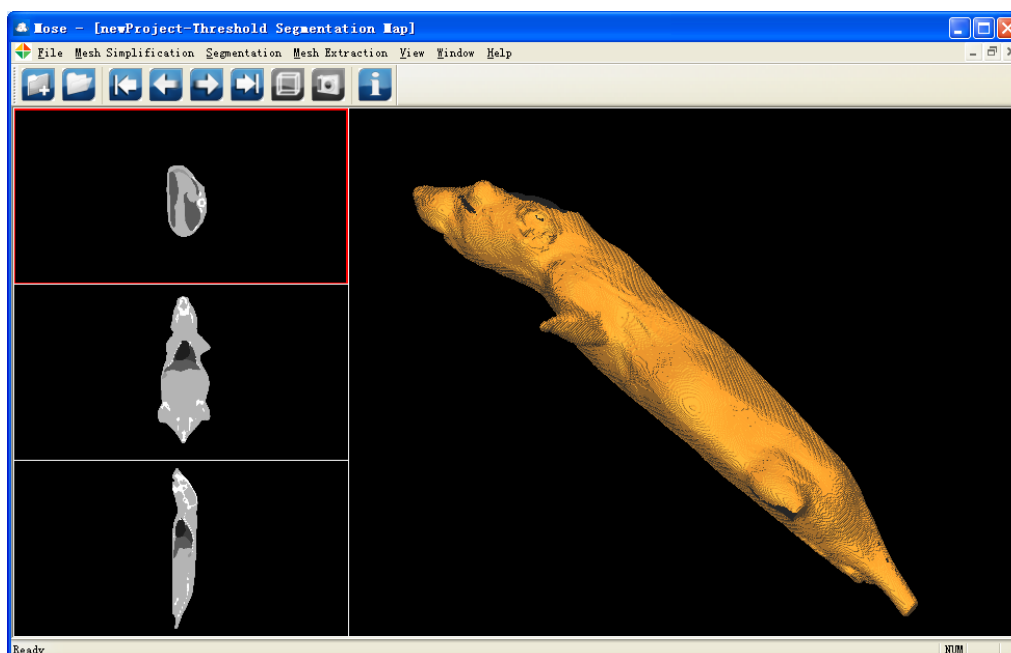 Mose - [newProject-Threshold Segmentation Map]
File Mesh Simplification Segmentation Mesh Extraction View Window Help
Ready NUM